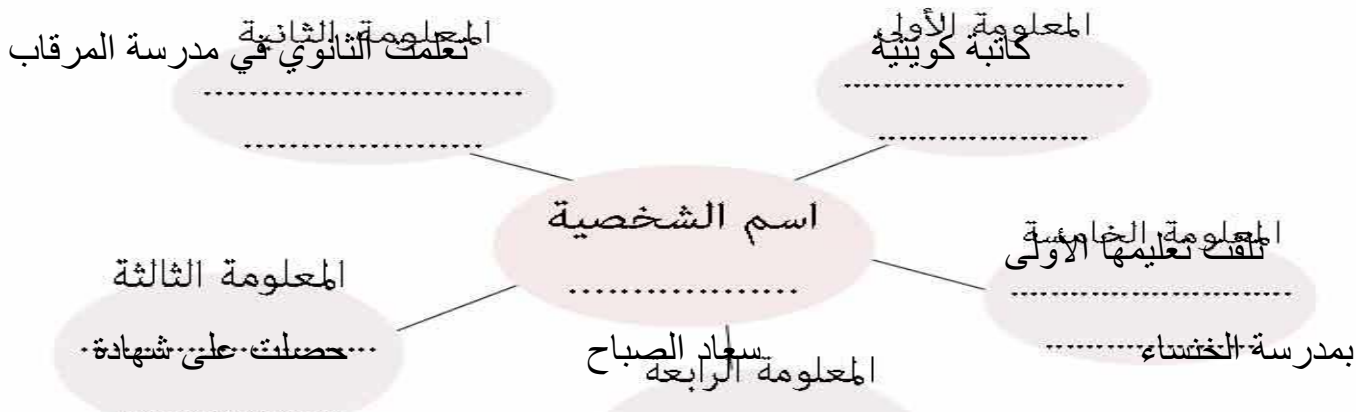 المعلومة الأولى
كاتبة كويتية
المعلومة الثانية
تعلمت الثانوي في مدرسة المرقاب
اسم الشخصية
سعاد الصباح
المعلومة الخامسة
تلقت تعليمها الأولى
بمدرسة الخنساء
المعلومة الثالثة
حصلت على شهادة
المعلومة الرابعة